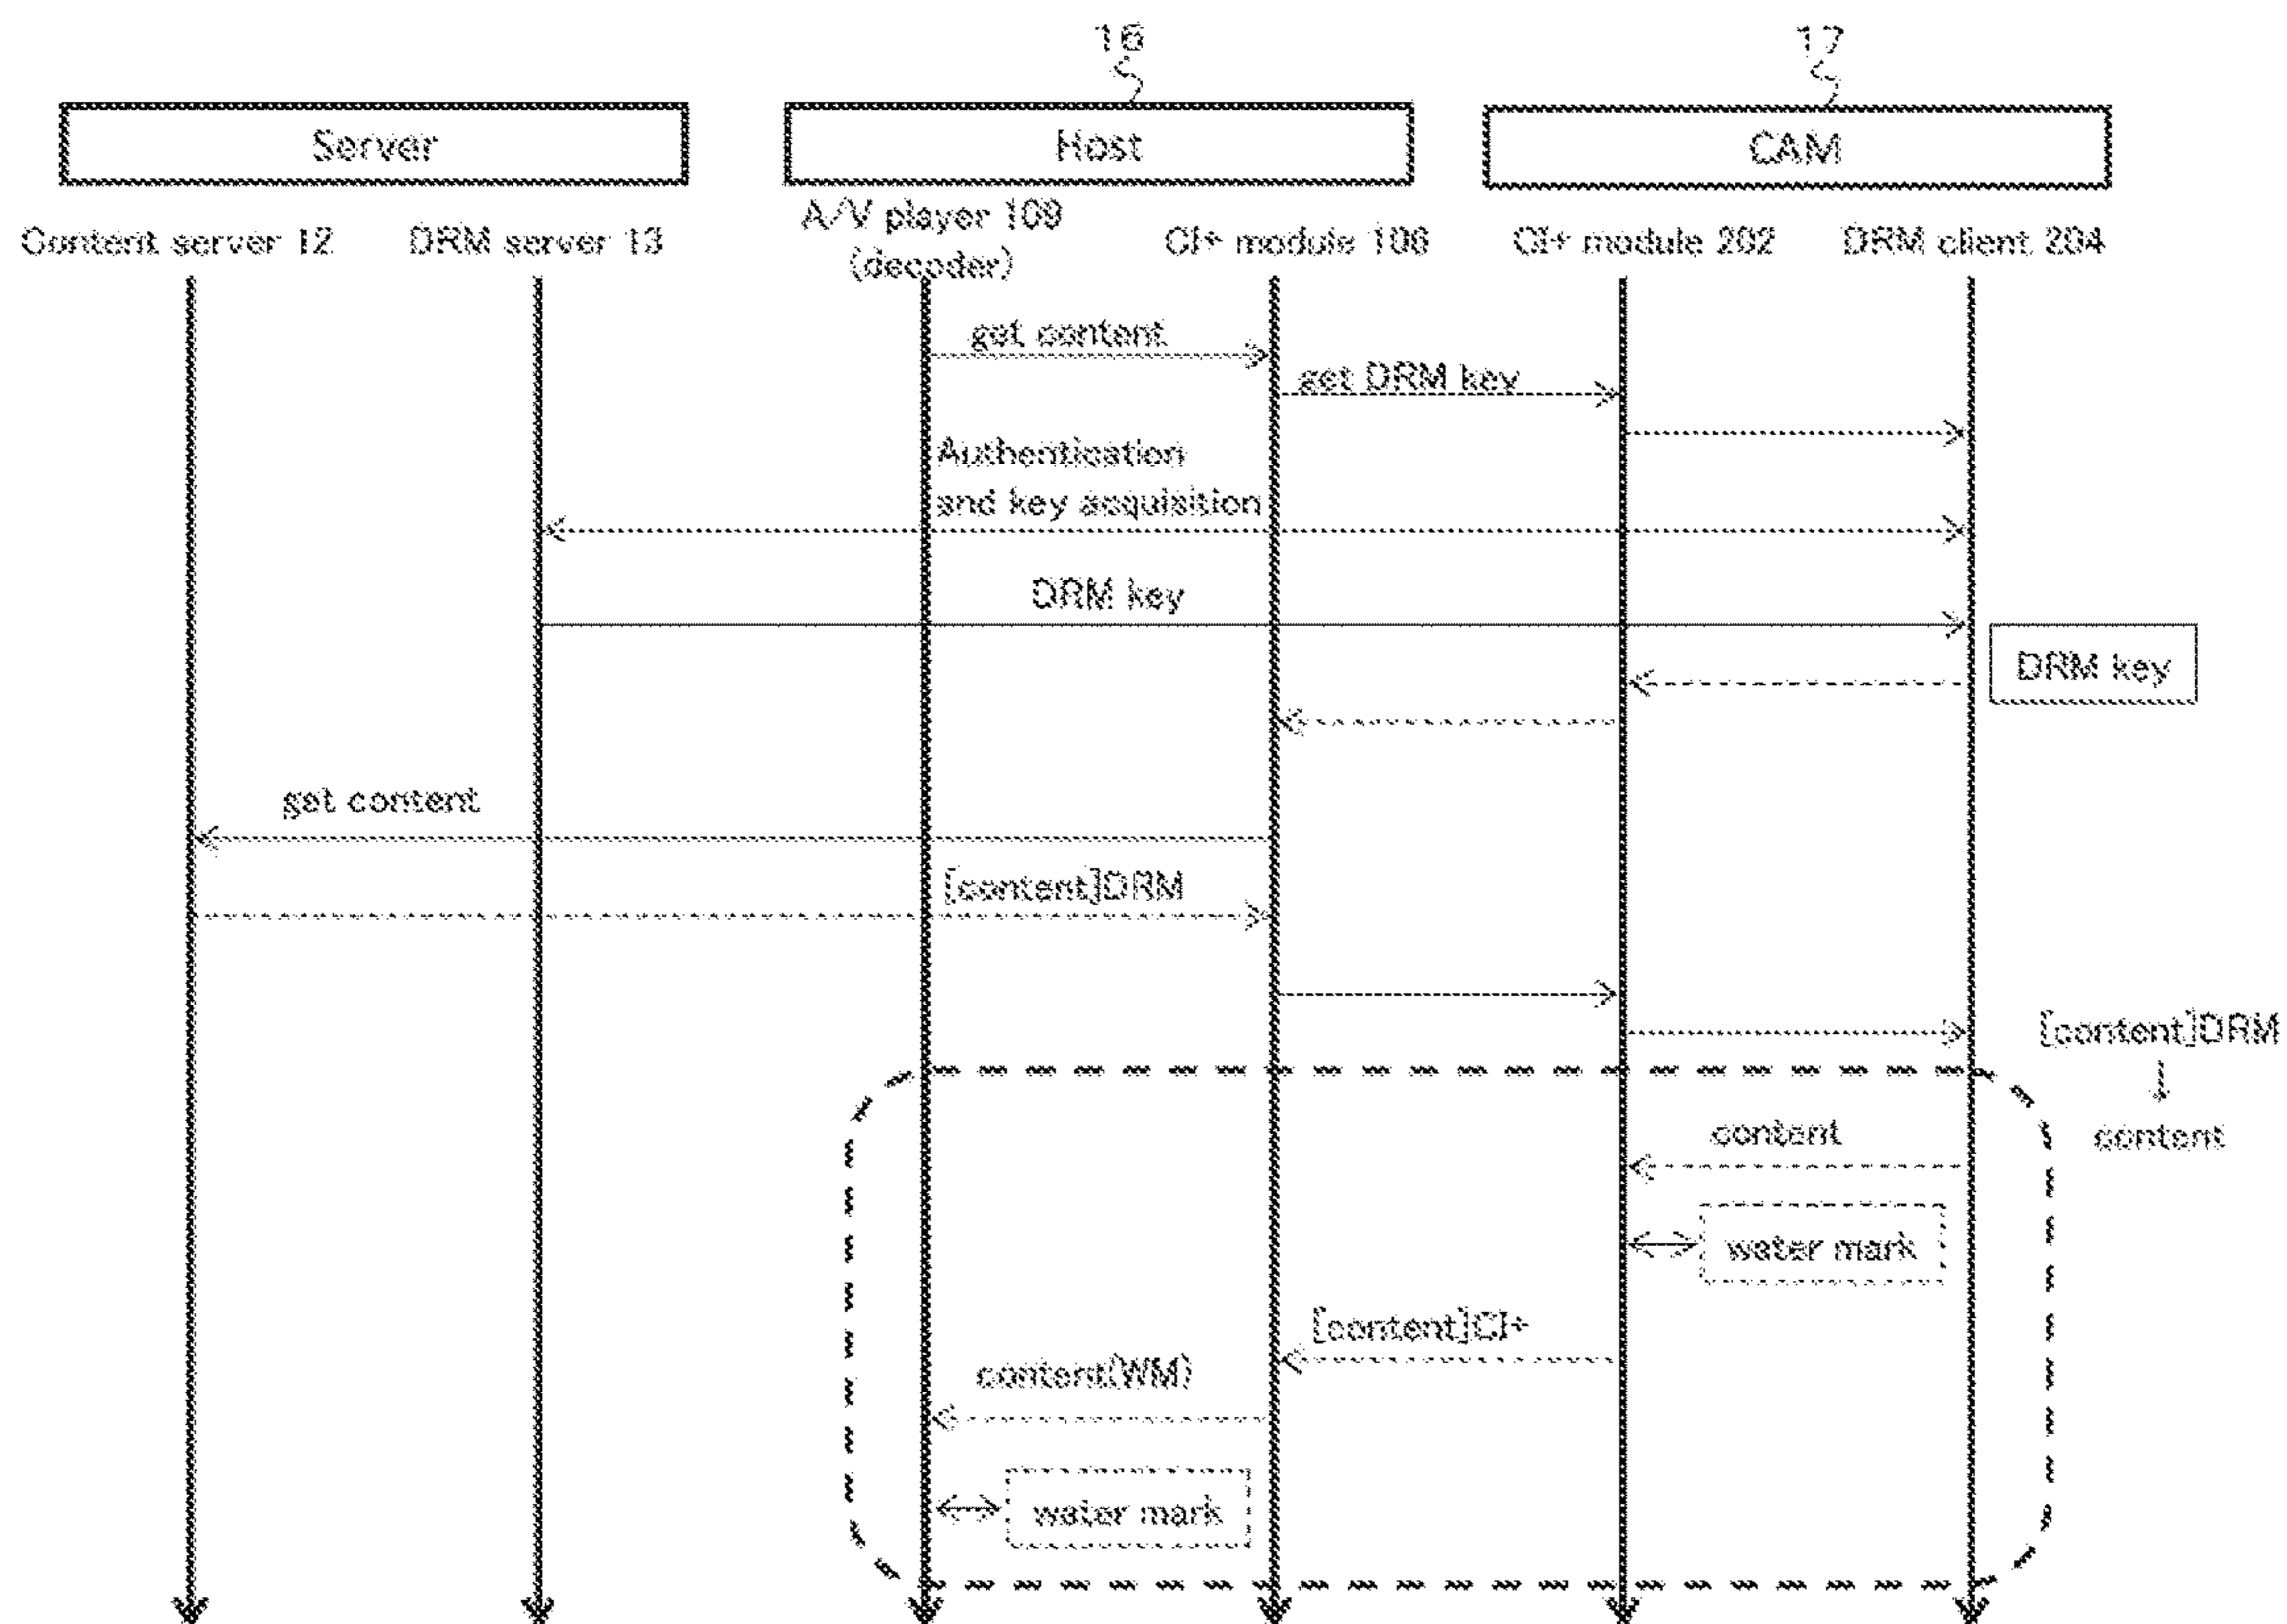 16
17
Server
Host
CAM
Content server 12
DRM server 13
A/V player 109
(decoder)
CI+ module 106
CI+ module 202
DRM client 204
get content
get DRM key
Authentication
and key acquisition
DRM key
DRM key
get content
[content]DRM
[content]DRM
↓
content
content
water mark
[content]CI+
content(WM)
water mark